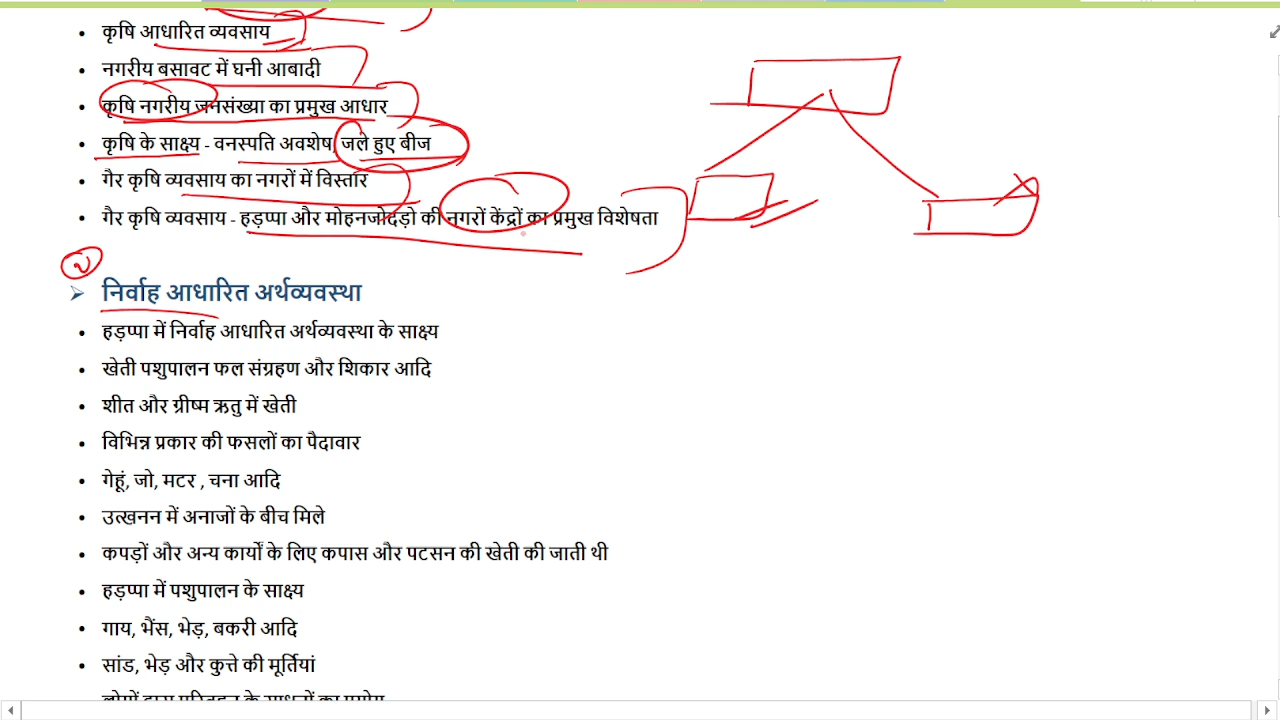 • कृषि आधारित व्यवसाय
• नगरीय बसावट में घनी आबादी
• कृषि नगरीय जनसंख्या का प्रमुख आधार
• कृषि के साक्ष्य - वनस्पति अवशेष, जले हुए बीज
• गैर कृषि व्यवसाय का नगरों में विस्तार
• गैर कृषि व्यवसाय - हड़प्पा और मोहनजोदड़ो की नगरों केंद्रों का प्रमुख विशेषता
➢ निर्वाह आधारित अर्थव्यवस्था
• हड़प्पा में निर्वाह आधारित अर्थव्यवस्था के साक्ष्य
• खेती पशुपालन फल संग्रहण और शिकार आदि
• शीत और ग्रीष्म ऋतु में खेती
• विभिन्न प्रकार की फसलों का पैदावार
• गेहूं, जो, मटर , चना आदि
• उत्खनन में अनाजों के बीच मिले
• कपड़ों और अन्य कार्यों के लिए कपास और पटसन की खेती की जाती थी
• हड़प्पा में पशुपालन के साक्ष्य
• गाय, भैंस, भेड़, बकरी आदि
• सांड, भेड़ और कुत्ते की मूर्तियां